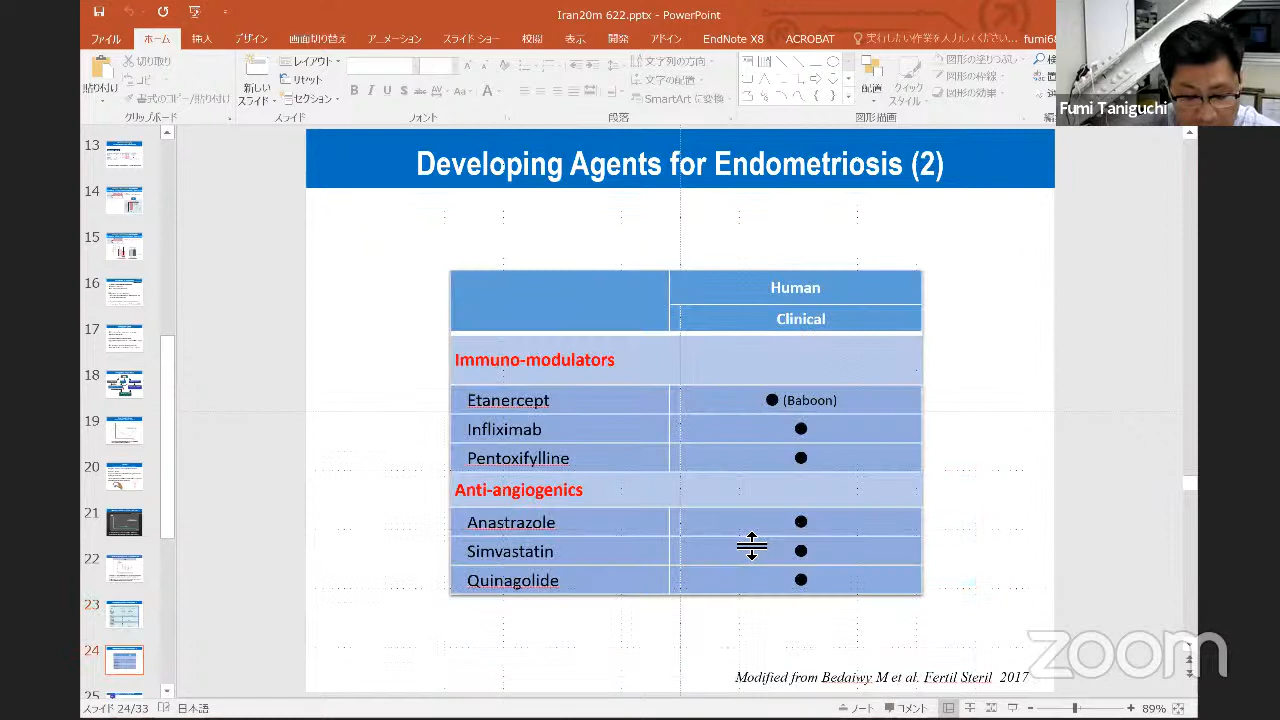 Iran20m 622.pptx - PowerPoint
ファイル ホーム 挿入 デザイン 画面切り替え アニメーション スライド ショー 校閲 表示 開発 アドイン EndNote X8 ACROBAT 実行したい作業を入力してください fumi6
貼り付け
切り取り
書式のコピー/貼り付け
クリップボード
新しい
スライド
レイアウト
リセット
セクション
スライド
フォント
文字列の方向
文字の配置
SmartArt に変換
段落
配置
クイック
スタイル
図形の塗りつぶし
図形の枠線
図形の効果
図形描画
Fumi Taniguchi
13
14
15
16
17
18
19
20
21
22
23
24
25
Developing Agents for Endometriosis (2)
Human
Clinical
Immuno-modulators
Etanercept ● (Baboon)
Infliximab ●
Pentoxifylline ●
Anti-angiogenics
Anastrazole ●
Simvastatin ●
Quinagolide ●
Modified from Bedaiwy M et al. Fertil Steril 2017
zoom
スライド 24/33 日本語 ノート コメント 89%